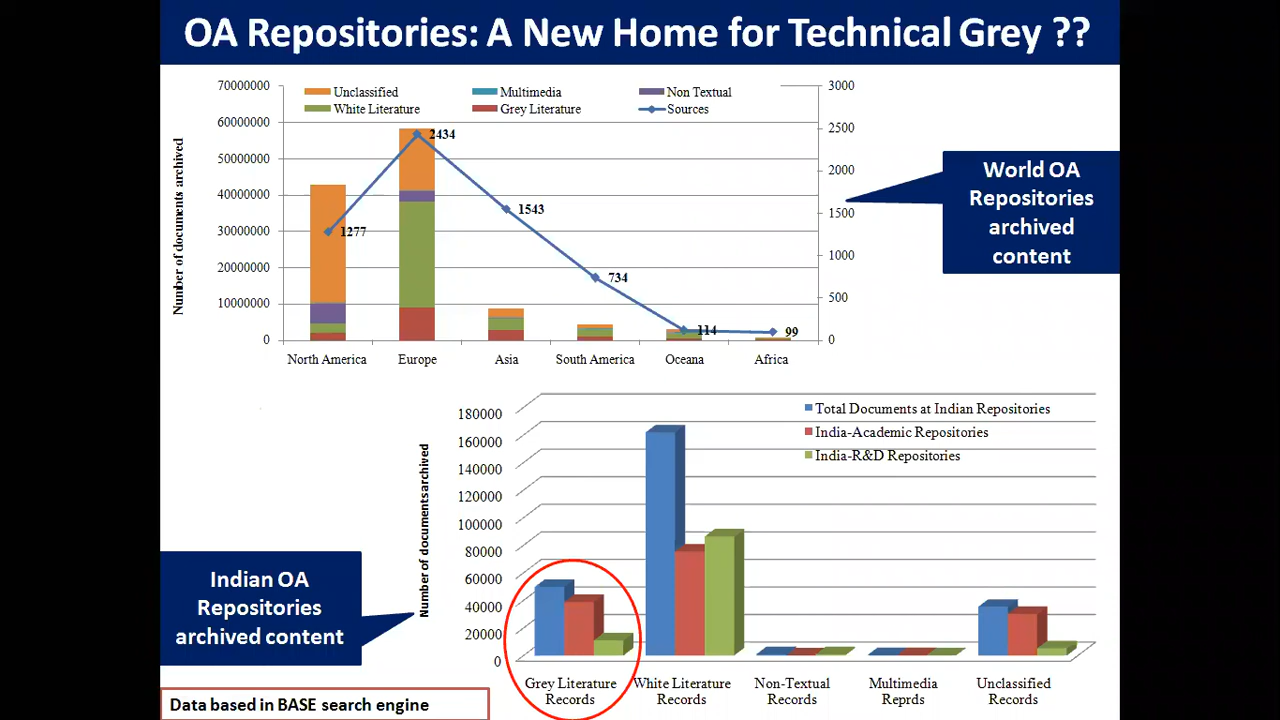 OA Repositories: A New Home for Technical Grey ??
70000000
60000000
50000000
40000000
30000000
20000000
10000000
0
Number of documents archived
Unclassified
Multimedia
Non Textual
White Literature
Grey Literature
Sources
1277
2434
1543
734
114
99
3000
2500
2000
1500
1000
500
0
North America
Europe
Asia
South America
Oceana
Africa
World OA
Repositories
archived
content
180000
160000
140000
120000
100000
80000
60000
40000
20000
0
Number of documents archived
Total Documents at Indian Repositories
India-Academic Repositories
India-R&D Repositories
Grey Literature
Records
White Literature
Records
Non-Textual
Records
Multimedia
Reprds
Unclassified
Records
Indian OA
Repositories
archived content
Data based in BASE search engine